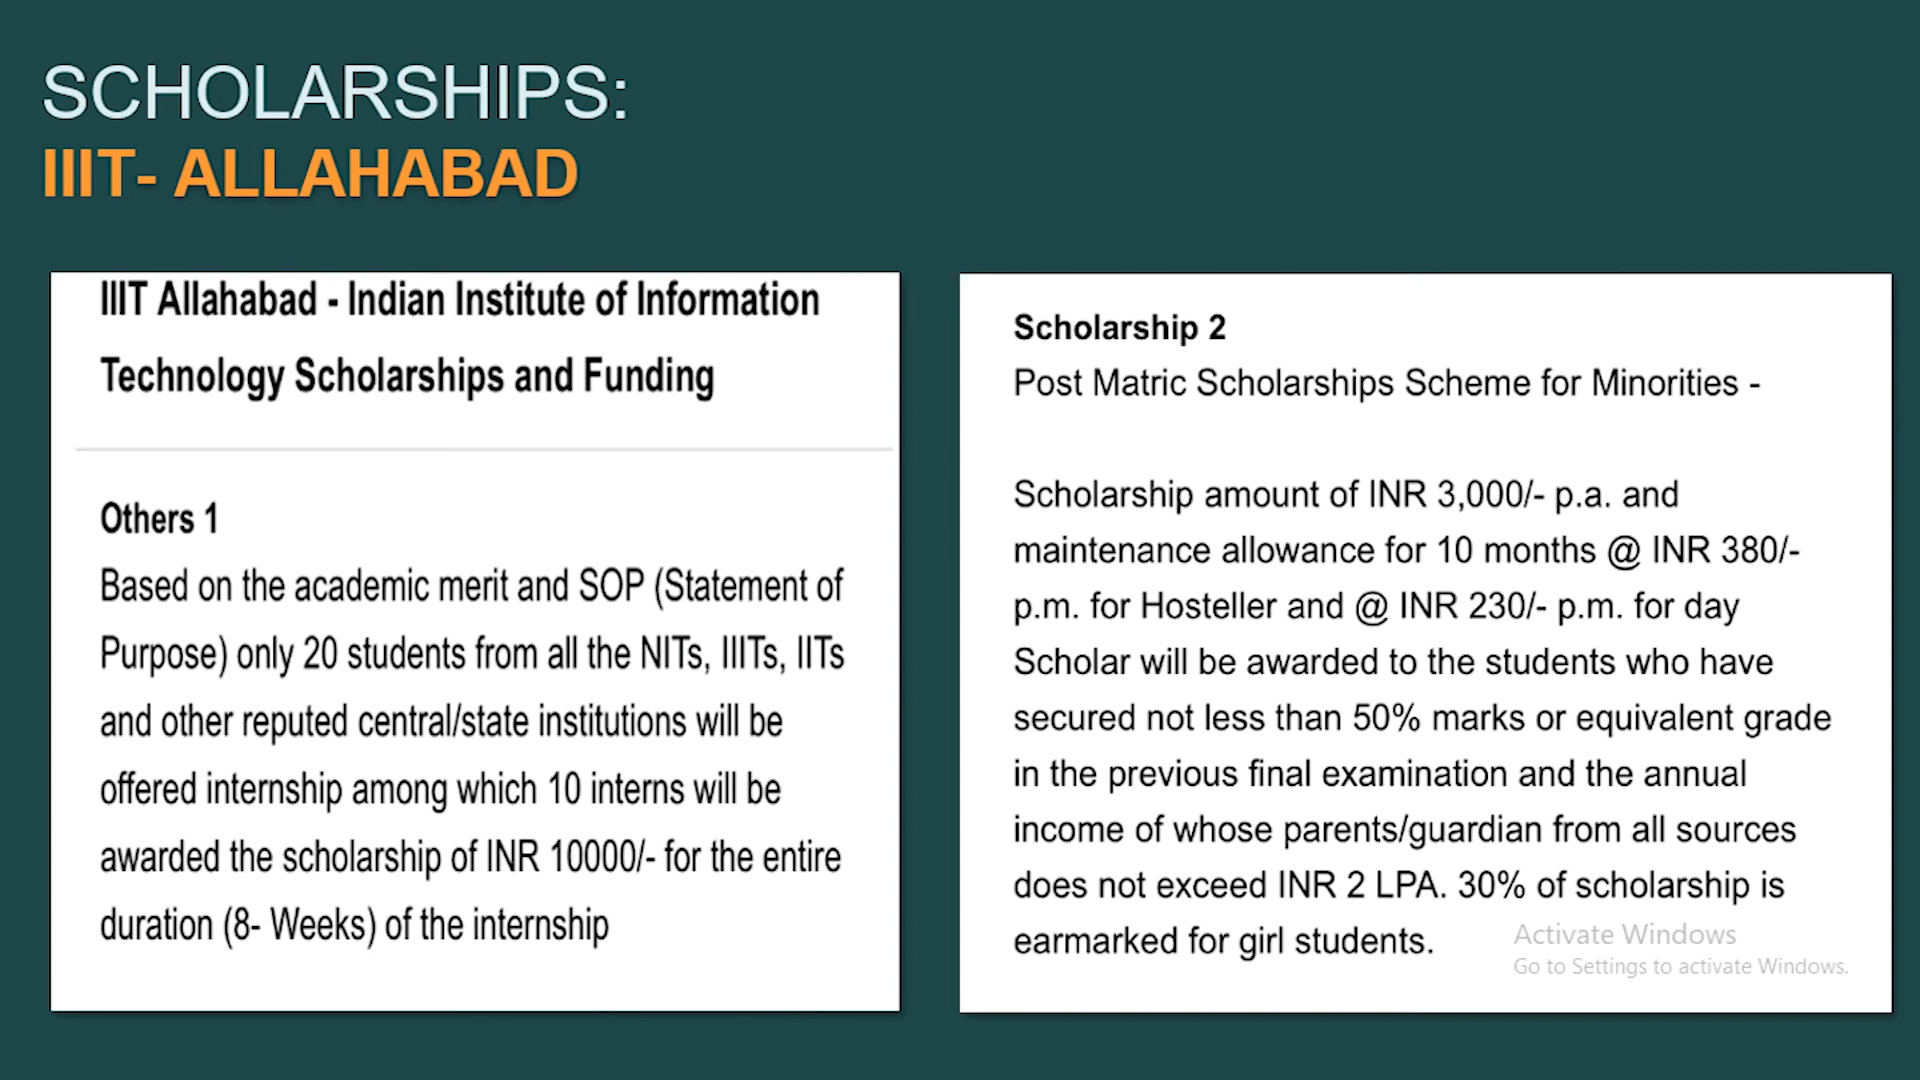 SCHOLARSHIPS:
IIIT- ALLAHABAD
IIIT Allahabad - Indian Institute of Information
Technology Scholarships and Funding
Others 1
Based on the academic merit and SOP (Statement of
Purpose) only 20 students from all the NITs, IIITs, IITs
and other reputed central/state institutions will be
offered internship among which 10 interns will be
awarded the scholarship of INR 10000/- for the entire
duration (8- Weeks) of the internship
Scholarship 2
Post Matric Scholarships Scheme for Minorities -
Scholarship amount of INR 3,000/- p.a. and
maintenance allowance for 10 months @ INR 380/-
p.m. for Hosteller and @ INR 230/- p.m. for day
Scholar will be awarded to the students who have
secured not less than 50% marks or equivalent grade
in the previous final examination and the annual
income of whose parents/guardian from all sources
does not exceed INR 2 LPA. 30% of scholarship is
earmarked for girl students.
Activate Windows
Go to Settings to activate Windows.